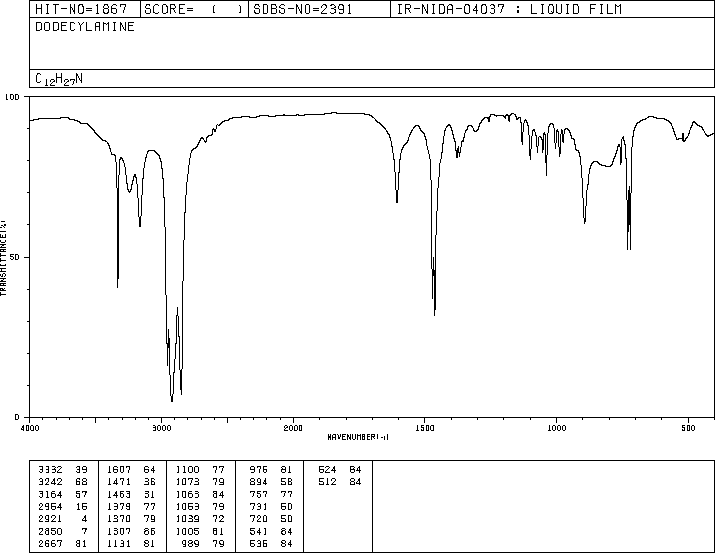 HIT-NO=1867 SCORE= ( ) SDBS-NO=2391 IR-NIDA-04037 : LIQUID FILM
DODECYLAMINE
C12H27N
100
50
0
TRANSMITTANCE(%)
4000 3000 2000 1500 1000 500
WAVENUMBER(-1)
3332 39 1607 64 1100 77 976 81 624 84
3242 68 1471 36 1073 79 894 58 512 84
3164 57 1463 31 1063 84 757 77
2954 16 1379 77 1053 79 731 50
2921 4 1370 79 1039 72 720 50
2850 7 1307 86 1005 81 541 84
2667 81 1131 81 989 79 536 84